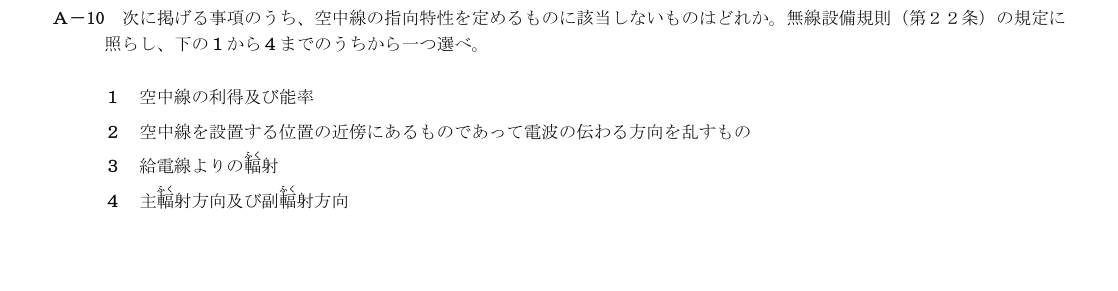 A－10　次に掲げる事項のうち、空中線の指向特性を定めるものに該当しないものはどれか。無線設備規則（第２２条）の規定に
照らし、下の1から4までのうちから一つ選べ。
1　空中線の利得及び能率
2　空中線を設置する位置の近傍にあるものであって電波の伝わる方向を乱すもの
ふく
3　給電線よりの輻射
ふく　ふく
4　主輻射方向及び副輻射方向